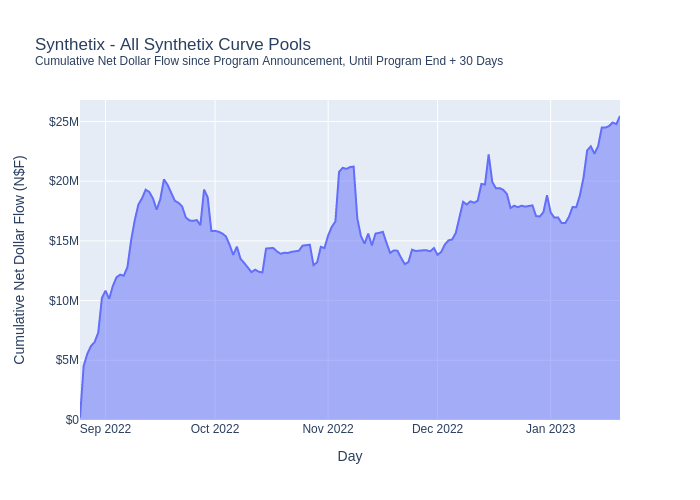 Synthetix - All Synthetix Curve Pools
Cumulative Net Dollar Flow since Program Announcement, Until Program End + 30 Days
Cumulative Net Dollar Flow (N$F)
$25M
$20M
$15M
$10M
$5M
$0
Sep 2022
Oct 2022
Nov 2022
Dec 2022
Jan 2023
Day